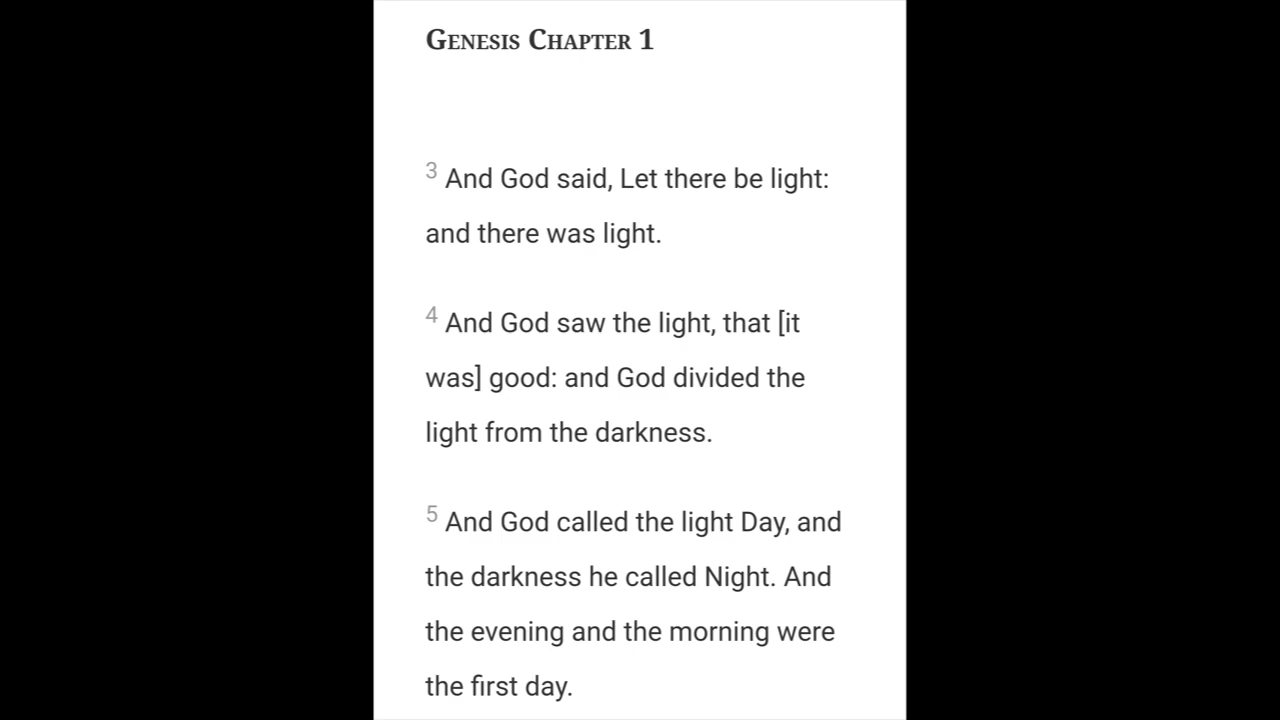 Genesis Chapter 1
3 And God said, Let there be light:
and there was light.
4 And God saw the light, that [it
was] good: and God divided the
light from the darkness.
5 And God called the light Day, and
the darkness he called Night. And
the evening and the morning were
the first day.